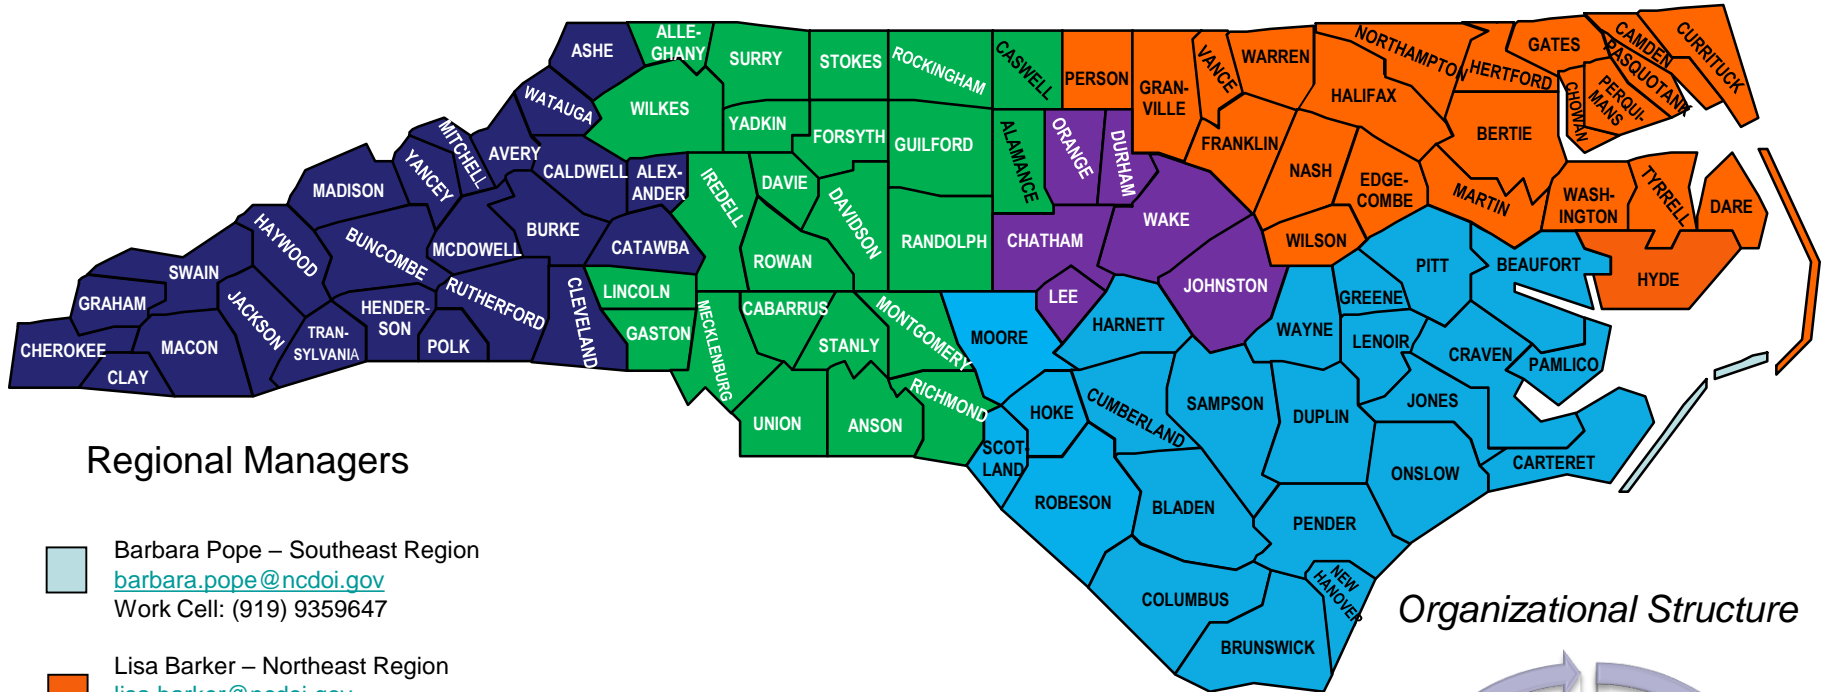 ASHE
ALLE-
GHANY
SURRY
STOKES
ROCKINGHAM
CASWELL
PERSON
GRAN-
VILLE
VANCE
WARREN
NORTHAMPTON
HERTFORD
GATES
CAMDEN
PASQUOTANK
CURRITUCK
WATAUGA
WILKES
YADKIN
FORSYTH
GUILFORD
ALAMANCE
ORANGE
DURHAM
FRANKLIN
HALIFAX
BERTIE
CHOWAN
PERQUI-
MANS
MITCHELL
AVERY
YANCEY
MADISON
CALDWELL
ALEX-
ANDER
IREDELL
DAVIE
DAVIDSON
RANDOLPH
CHATHAM
WAKE
NASH
EDGE-
COMBE
MARTIN
WASH-
INGTON
TYRRELL
DARE
HAYWOOD
BUNCOMBE
MCDOWELL
BURKE
CATAWBA
ROWAN
WILSON
PITT
BEAUFORT
HYDE
SWAIN
GRAHAM
JACKSON
HENDER-
SON
RUTHERFORD
CLEVELAND
LINCOLN
GASTON
MECKLENBURG
CABARRUS
STANLY
MONTGOMERY
LEE
JOHNSTON
GREENE
WAYNE
LENOIR
CRAVEN
PAMLICO
CHEROKEE
CLAY
MACON
TRAN-
SYLVANIA
POLK
UNION
ANSON
RICHMOND
MOORE
HARNETT
HOKE
CUMBERLAND
SAMPSON
DUPLIN
JONES
SCOT-
LAND
ROBESON
BLADEN
ONSLOW
CARTERET
PENDER
NEW
HANOVER
COLUMBUS
BRUNSWICK
Regional Managers
Barbara Pope – Southeast Region
barbara.pope@ncdoi.gov
Work Cell: (919) 9359647
Lisa Barker – Northeast Region
lisa.barker@ncdoi.gov
Organizational Structure